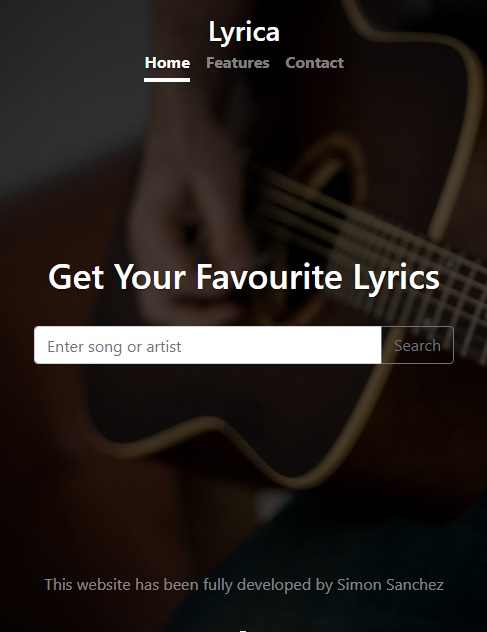 Lyrica
Home Features Contact
Get Your Favourite Lyrics
Enter song or artist Search
This website has been fully developed by Simon Sanchez